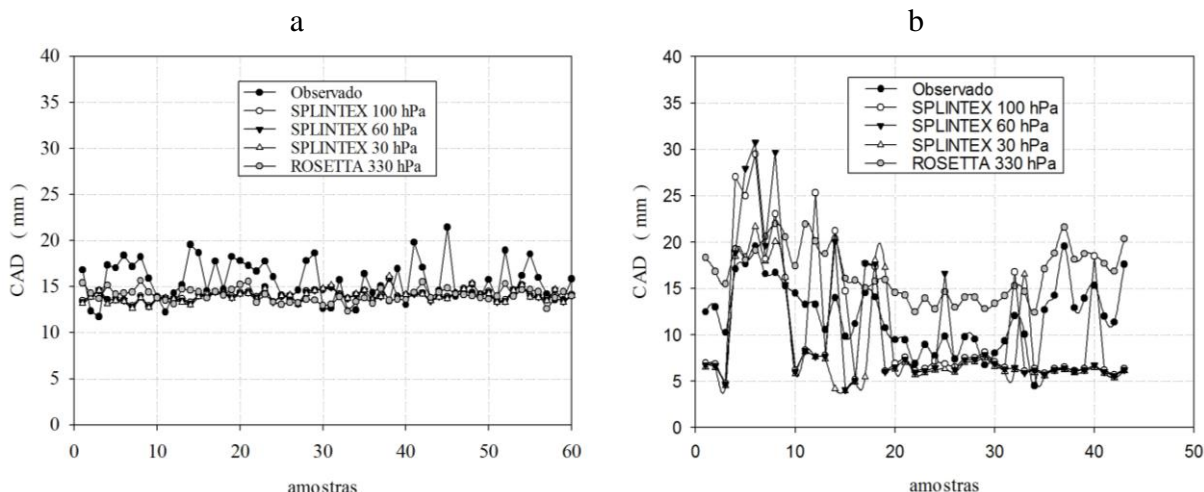 a
40
35
30
25
20
15
10
5
0
CAD ( mm )
Observado
SPLINTEX 100 hPa
SPLINTEX 60 hPa
SPLINTEX 30 hPa
ROSETTA 330 hPa
0 10 20 30 40 50 60
amostras
b
40
35
30
25
20
15
10
5
0
CAD ( mm )
Observado
SPLINTEX 100 hPa
SPLINTEX 60 hPa
SPLINTEX 30 hPa
ROSETTA 330 hPa
0 10 20 30 40 50
amostras